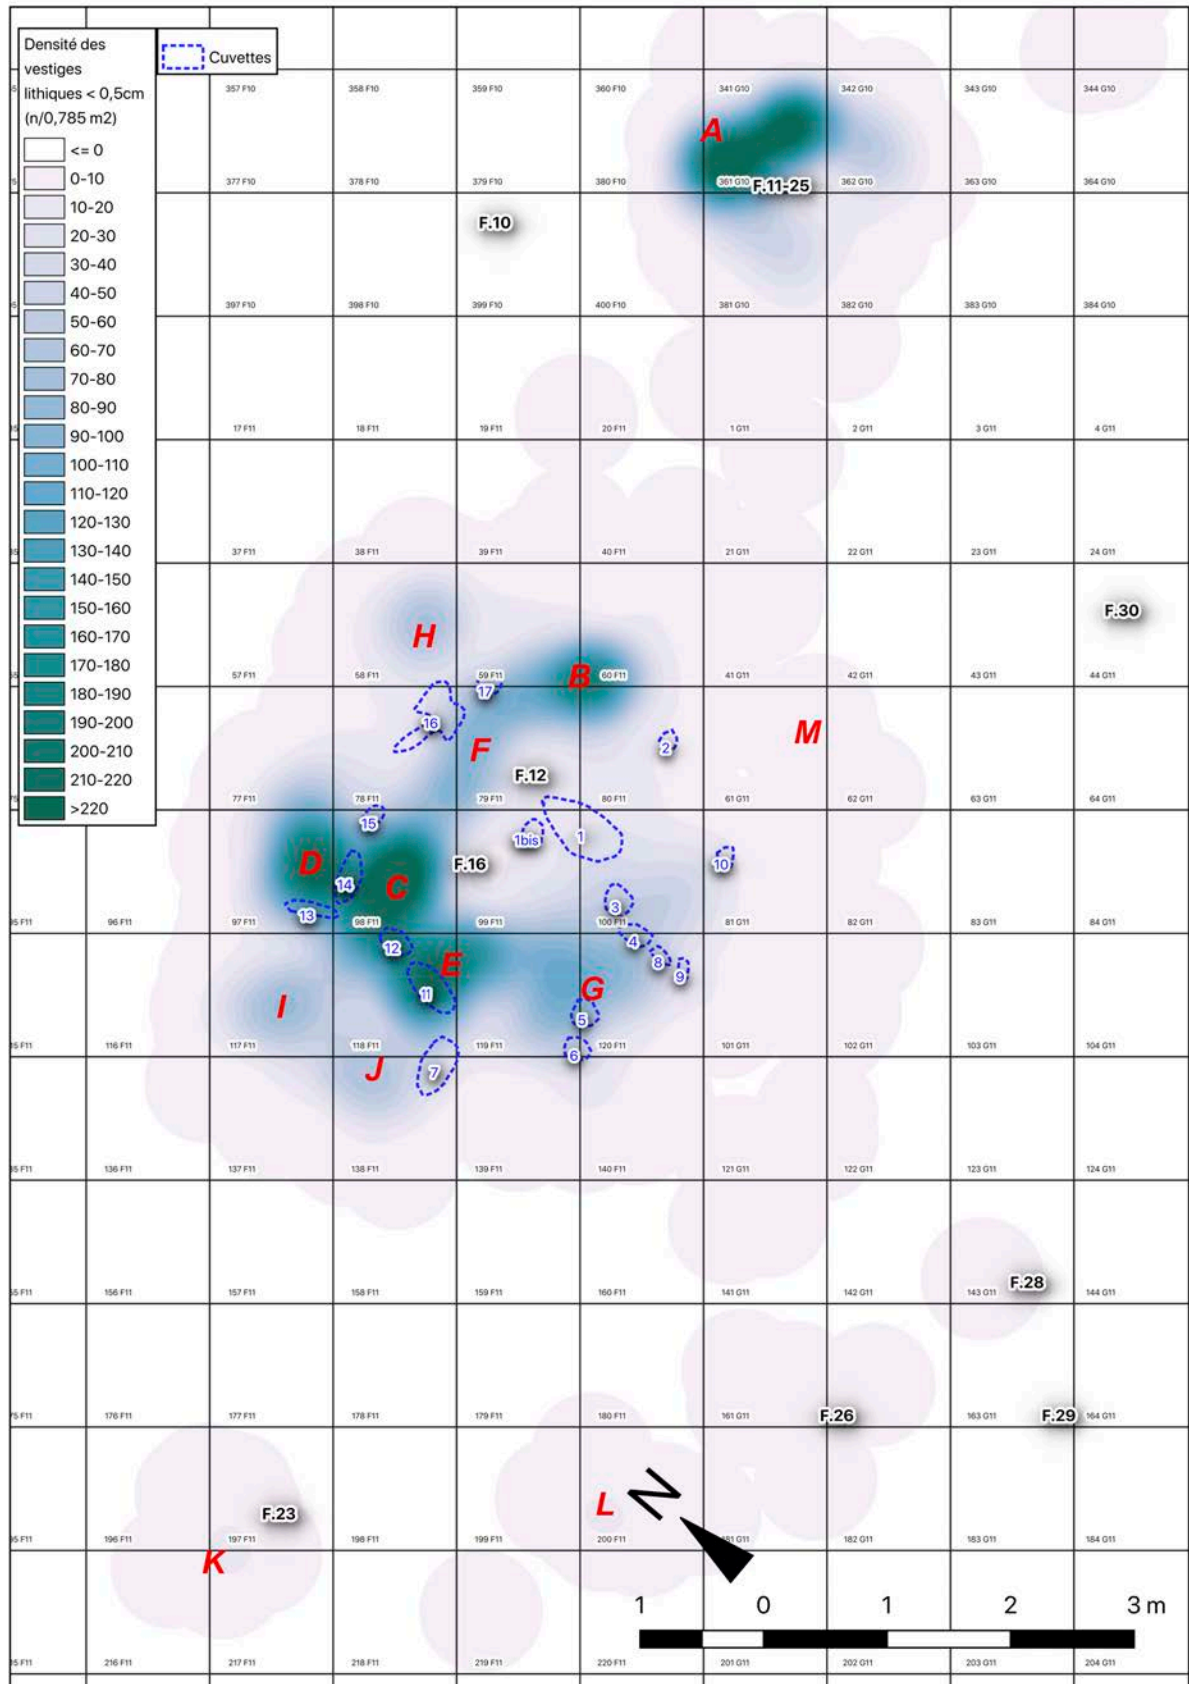 Densité des
vestiges
lithiques < 0,5cm
(n/0,785 m2)
<= 0
0-10
10-20
20-30
30-40
40-50
50-60
60-70
70-80
80-90
90-100
100-110
110-120
120-130
130-140
140-150
150-160
160-170
170-180
180-190
190-200
200-210
210-220
>220
Cuvettes
357 F10 358 F10 359 F10 360 F10 341 G10 342 G10 343 G10 344 G10
A
377 F10 378 F10 379 F10 380 F10 361 G10 F.11-25 362 G10 363 G10 364 G10
F.10
397 F10 398 F10 399 F10 400 F10 381 G10 382 G10 383 G10 384 G10
17 F11 18 F11 19 F11 20 F11 1 G11 2 G11 3 G11 4 G11
37 F11 38 F11 39 F11 40 F11 21 G11 22 G11 23 G11 24 G11
F.30
H
57 F11 58 F11 59 F11 B 60 F11 41 G11 42 G11 43 G11 44 G11
17
16 F 2 M
F.12
77 F11 78 F11 79 F11 80 F11 61 G11 62 G11 63 G11 64 G11
15 1bis 1
D 14 C F.16 10
13 3
96 F11 97 F11 98 F11 99 F11 100 F11 81 G11 82 G11 83 G11 84 G11
12 4
E 8 9
11 G
I 5
116 F11 117 F11 118 F11 119 F11 120 F11 101 G11 102 G11 103 G11 104 G11
6
J 7
136 F11 137 F11 138 F11 139 F11 140 F11 121 G11 122 G11 123 G11 124 G11
F.28
156 F11 157 F11 158 F11 159 F11 160 F11 141 G11 142 G11 143 G11 144 G11
176 F11 177 F11 178 F11 179 F11 180 F11 161 G11 F.26 163 G11 F.29 164 G11
N
F.23 L
196 F11 197 F11 198 F11 199 F11 200 F11 181 G11 182 G11 183 G11 184 G11
K
1 0 1 2 3 m
216 F11 217 F11 218 F11 219 F11 220 F11 201 G11 202 G11 203 G11 204 G11